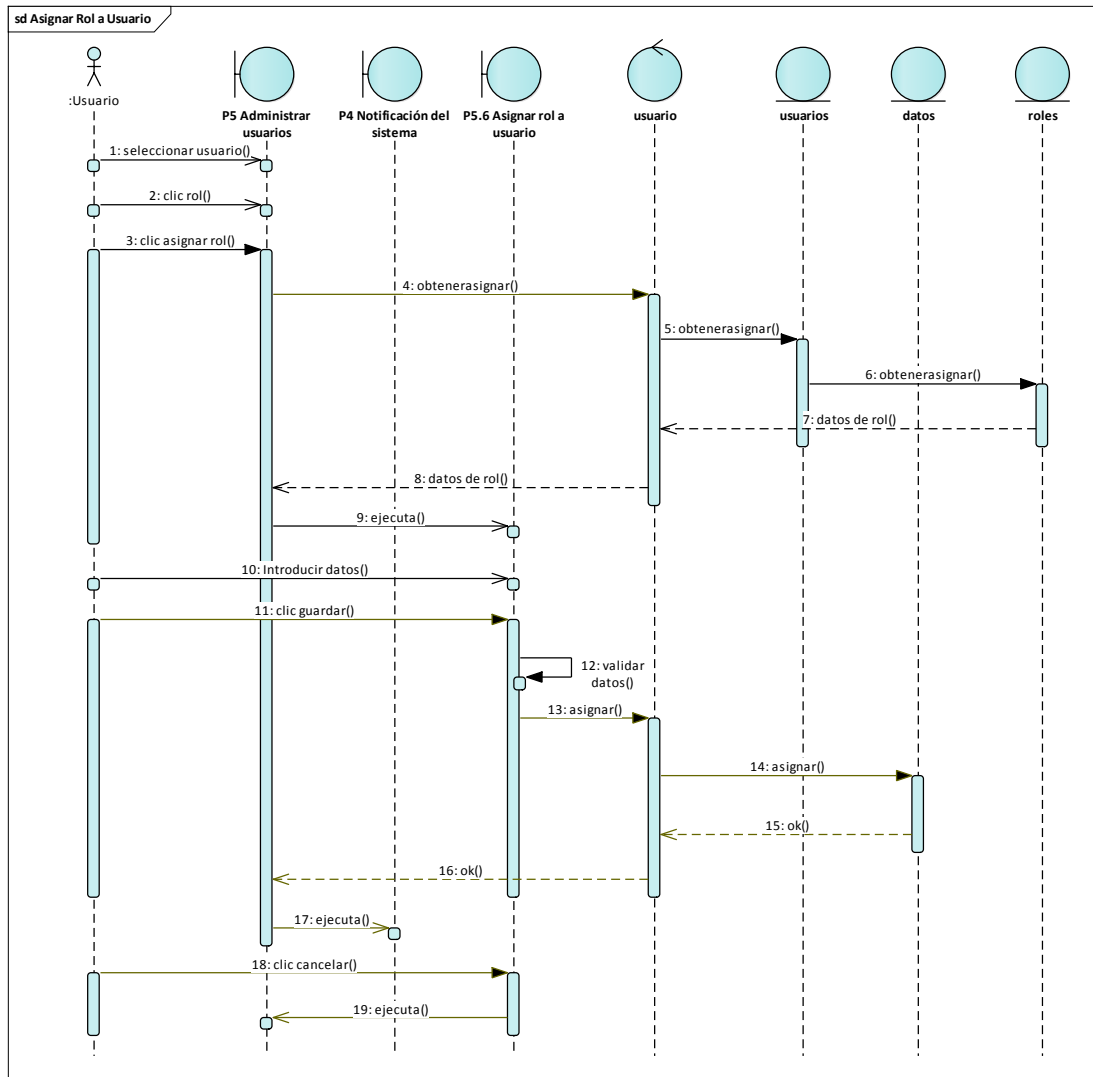 sd Asignar Rol a Usuario
:Usuario
P5 Administrar
usuarios
P4 Notificación del
sistema
P5.6 Asignar rol a
usuario
usuario
usuarios
datos
roles
1: seleccionar usuario()
2: clic rol()
3: clic asignar rol()
4: obtenerasignar()
5: obtenerasignar()
6: obtenerasignar()
7: datos de rol()
8: datos de rol()
9: ejecuta()
10: Introducir datos()
11: clic guardar()
12: validar
datos()
13: asignar()
14: asignar()
15: ok()
16: ok()
17: ejecuta()
18: clic cancelar()
19: ejecuta()